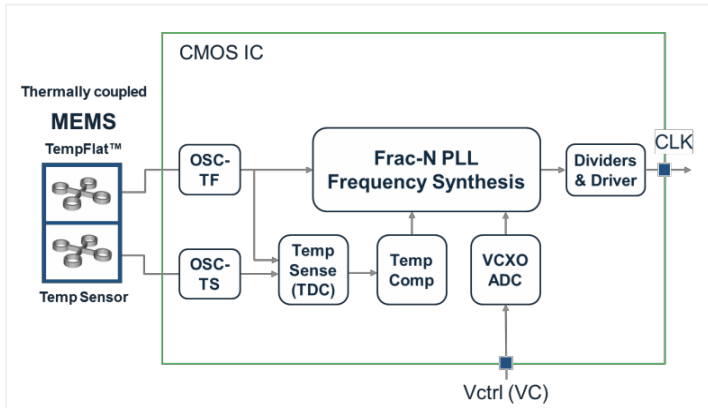 CMOS IC
Thermally coupled
MEMS
TempFlat™
OSC-
TF
Frac-N PLL
Frequency Synthesis
Dividers
& Driver
CLK
OSC-
TS
Temp
Sense
(TDC)
Temp
Comp
VCXO
ADC
Temp Sensor
Vctrl (VC)